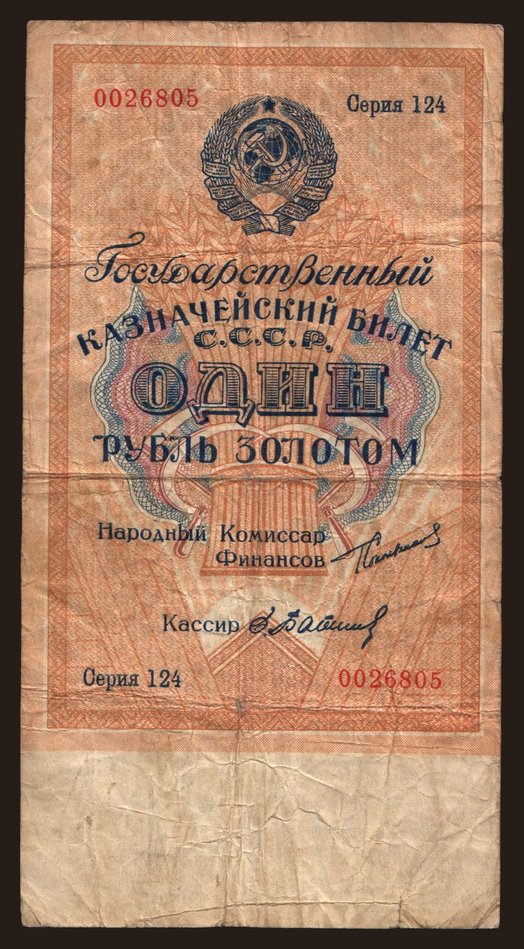 0026805 Серия 124
Государственный
КАЗНАЧЕЙСКИЙ БИЛЕТ
С.С.С.Р.
ОДИН
РУБЛЬ ЗОЛОТОМ
Народный Комиссар
Финансов
Кассир
Серия 124 0026805